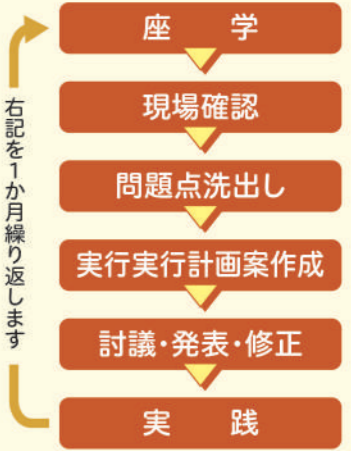 座　学
現場確認
問題点洗出し
実行実行計画案作成
討議・発表・修正
実　践
右記を1か月繰り返します